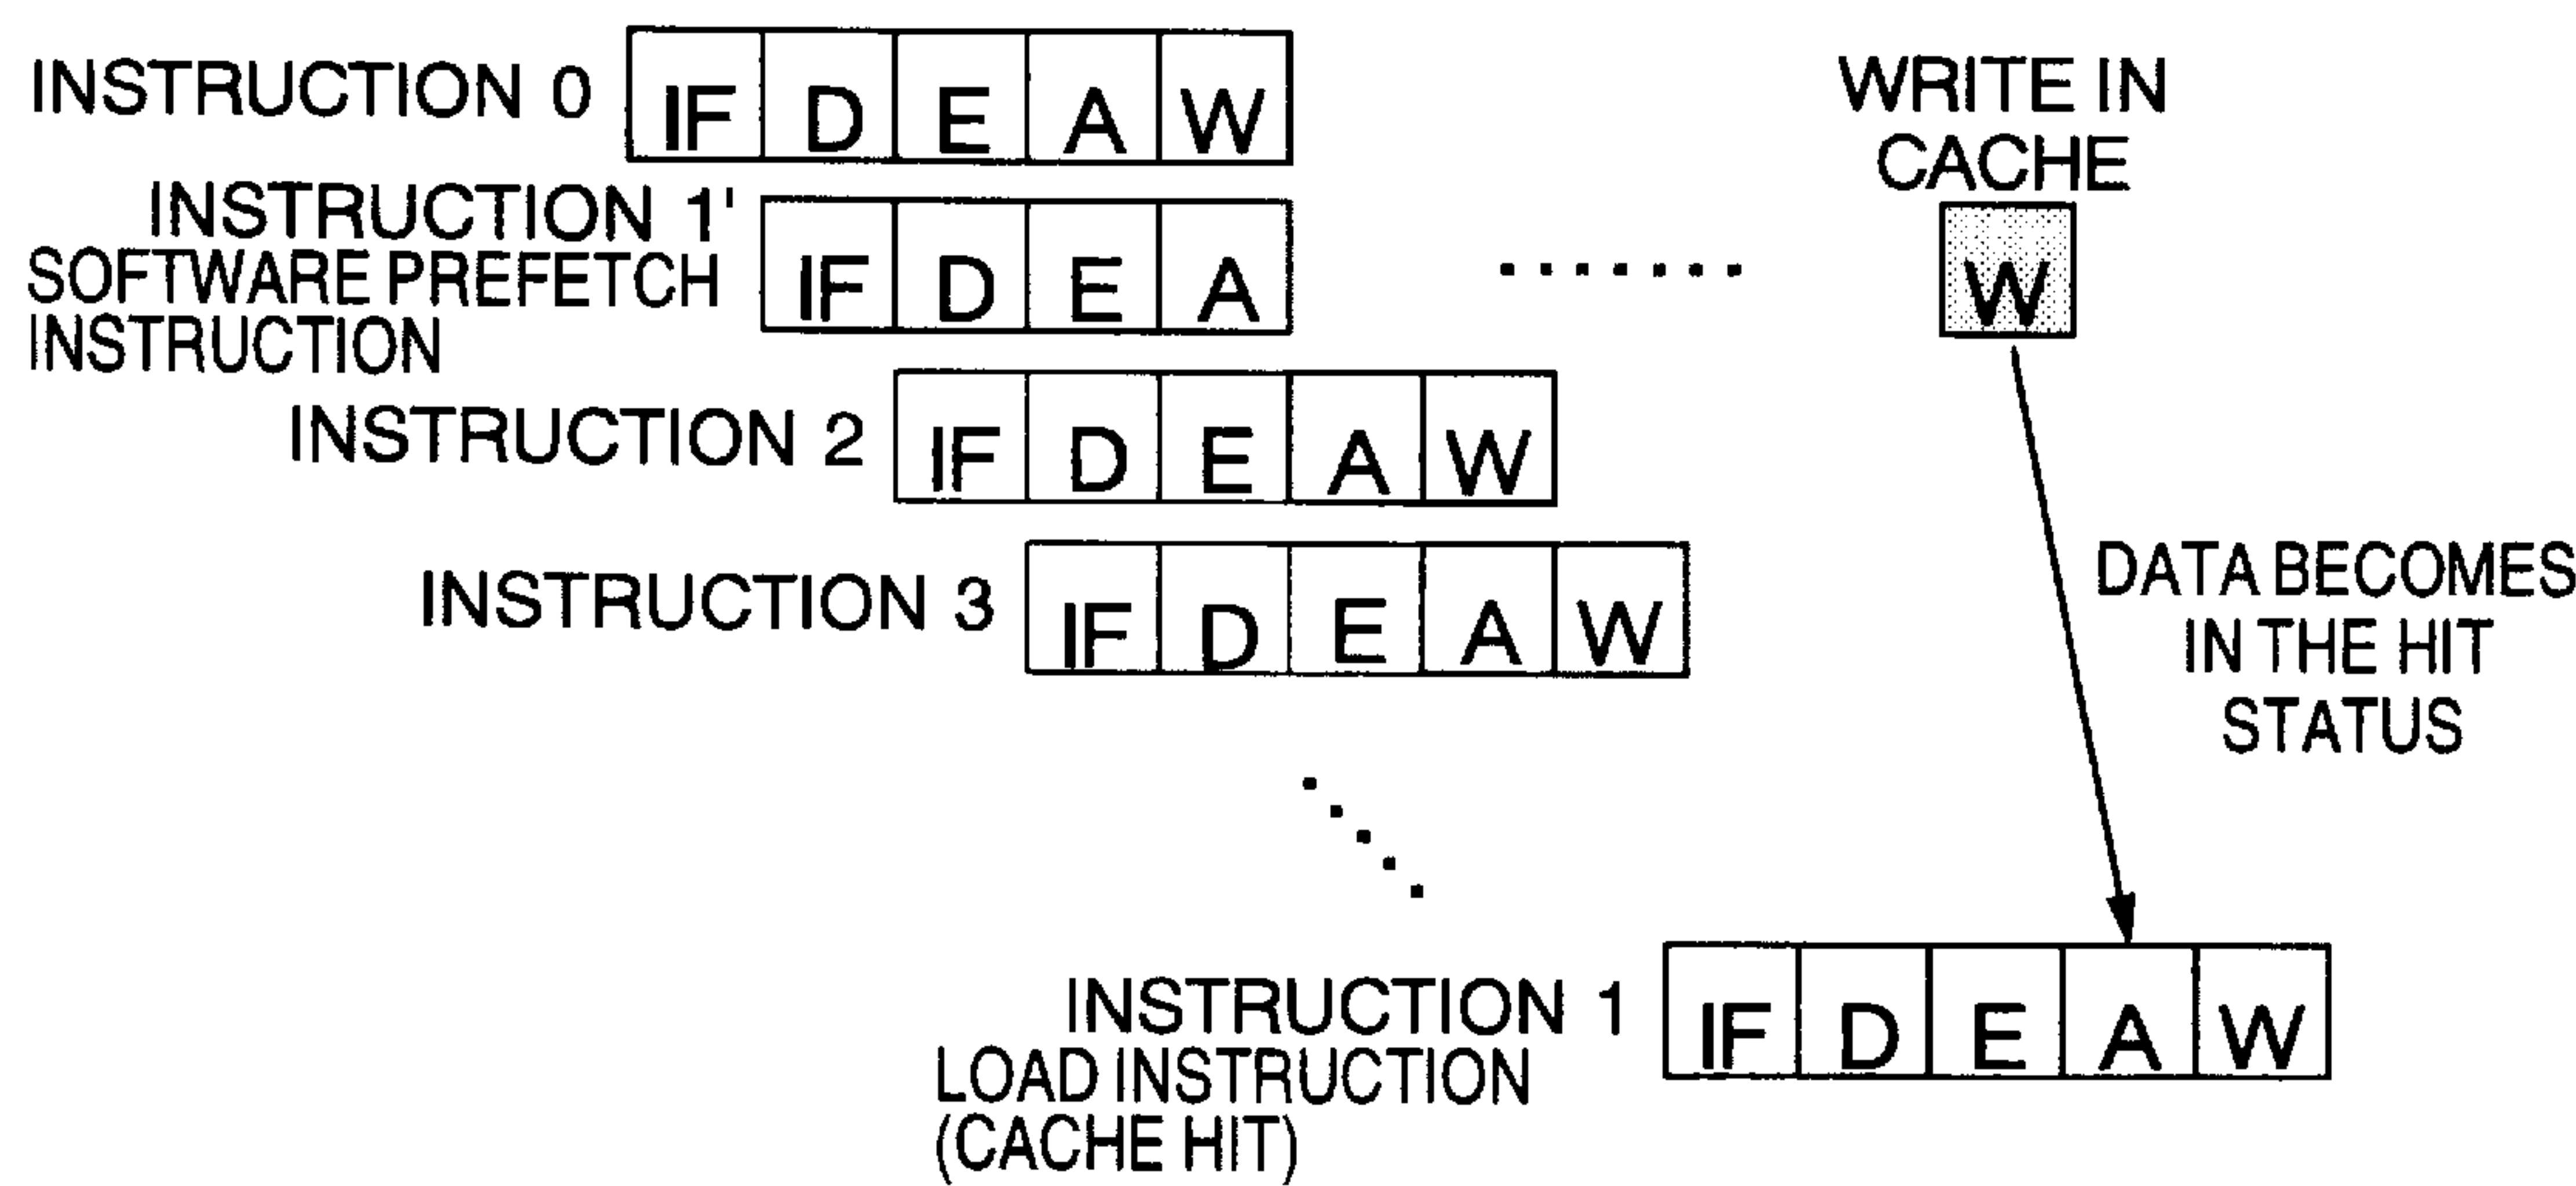 INSTRUCTION 0 IF D E A W
WRITE IN
CACHE
INSTRUCTION 1' IF D E A ....... W
SOFTWARE PREFETCH
INSTRUCTION
INSTRUCTION 2 IF D E A W
INSTRUCTION 3 IF D E A W
DATA BECOMES
IN THE HIT
STATUS
INSTRUCTION 1 IF D E A W
LOAD INSTRUCTION
(CACHE HIT)